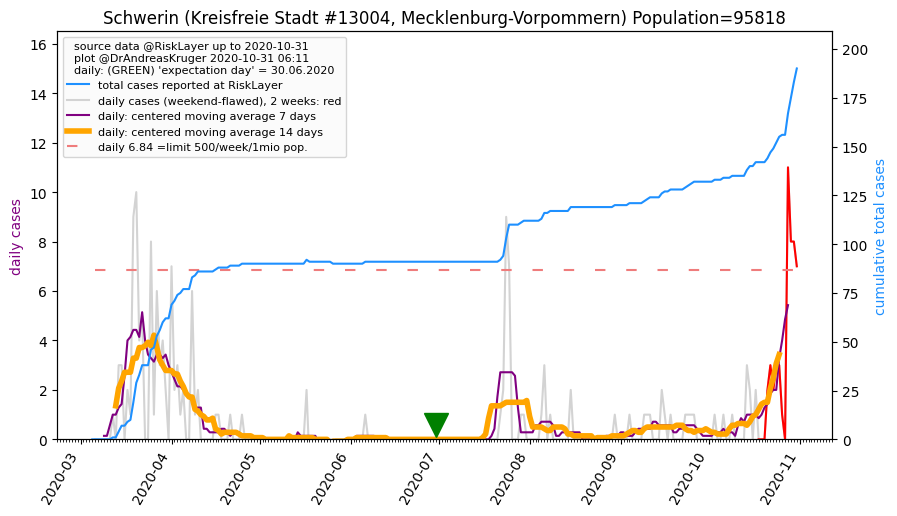 Schwerin (Kreisfreie Stadt #13004, Mecklenburg-Vorpommern) Population=95818
source data @RiskLayer up to 2020-10-31
plot @DrAndreasKruger 2020-10-31 06:11
daily: (GREEN) 'expectation day' = 30.06.2020
total cases reported at RiskLayer
daily cases (weekend-flawed), 2 weeks: red
daily: centered moving average 7 days
daily: centered moving average 14 days
daily 6.84 =limit 500/week/1mio pop.
daily cases
16
14
12
10
8
6
4
2
0
cumulative total cases
200
175
150
125
100
75
50
25
0
2020-03
2020-04
2020-05
2020-06
2020-07
2020-08
2020-09
2020-10
2020-11